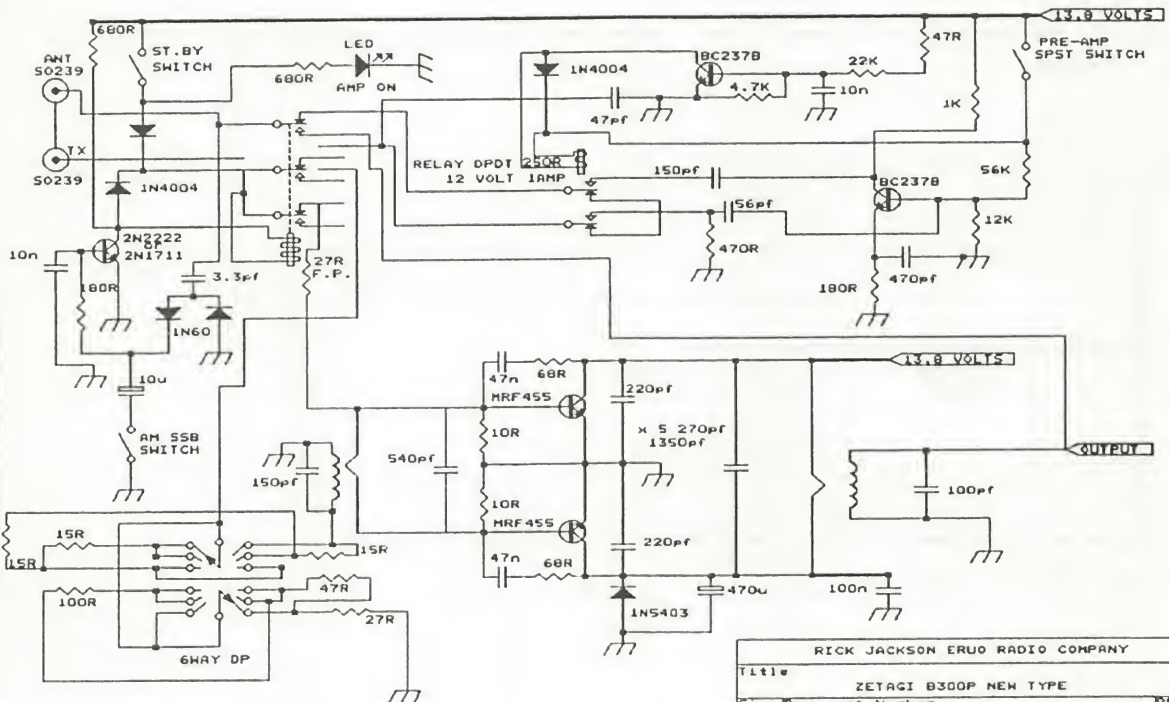 13.8 VOLTS
680R
ANT
SO239
ST.BY
SWITCH
LED
680R
AMP ON
1N4004
BC237B
4.7K
47pf
10n
22K
47R
PRE-AMP
SPST SWITCH
1K
TX
SO239
1N4004
RELAY DPDT 250R
12 VOLT 1AMP
150pf
BC237B
56K
56pf
12K
10n
2N2222
or
2N1711
180R
3.3pf
27R
F.P.
470R
470pf
180R
1N60
10u
AM SSB
SWITCH
47n
68R
13.8 VOLTS
MRF455
220pf
10R
x 5 270pf
1350pf
540pf
150pf
OUTPUT
100pf
10R
MRF455
220pf
47n
68R
15R
15R
15R
100R
47R
27R
6WAY DP
1N5403
470u
100n
RICK JACKSON ERUO RADIO COMPANY
Title
ZETAGI B300P NEW TYPE